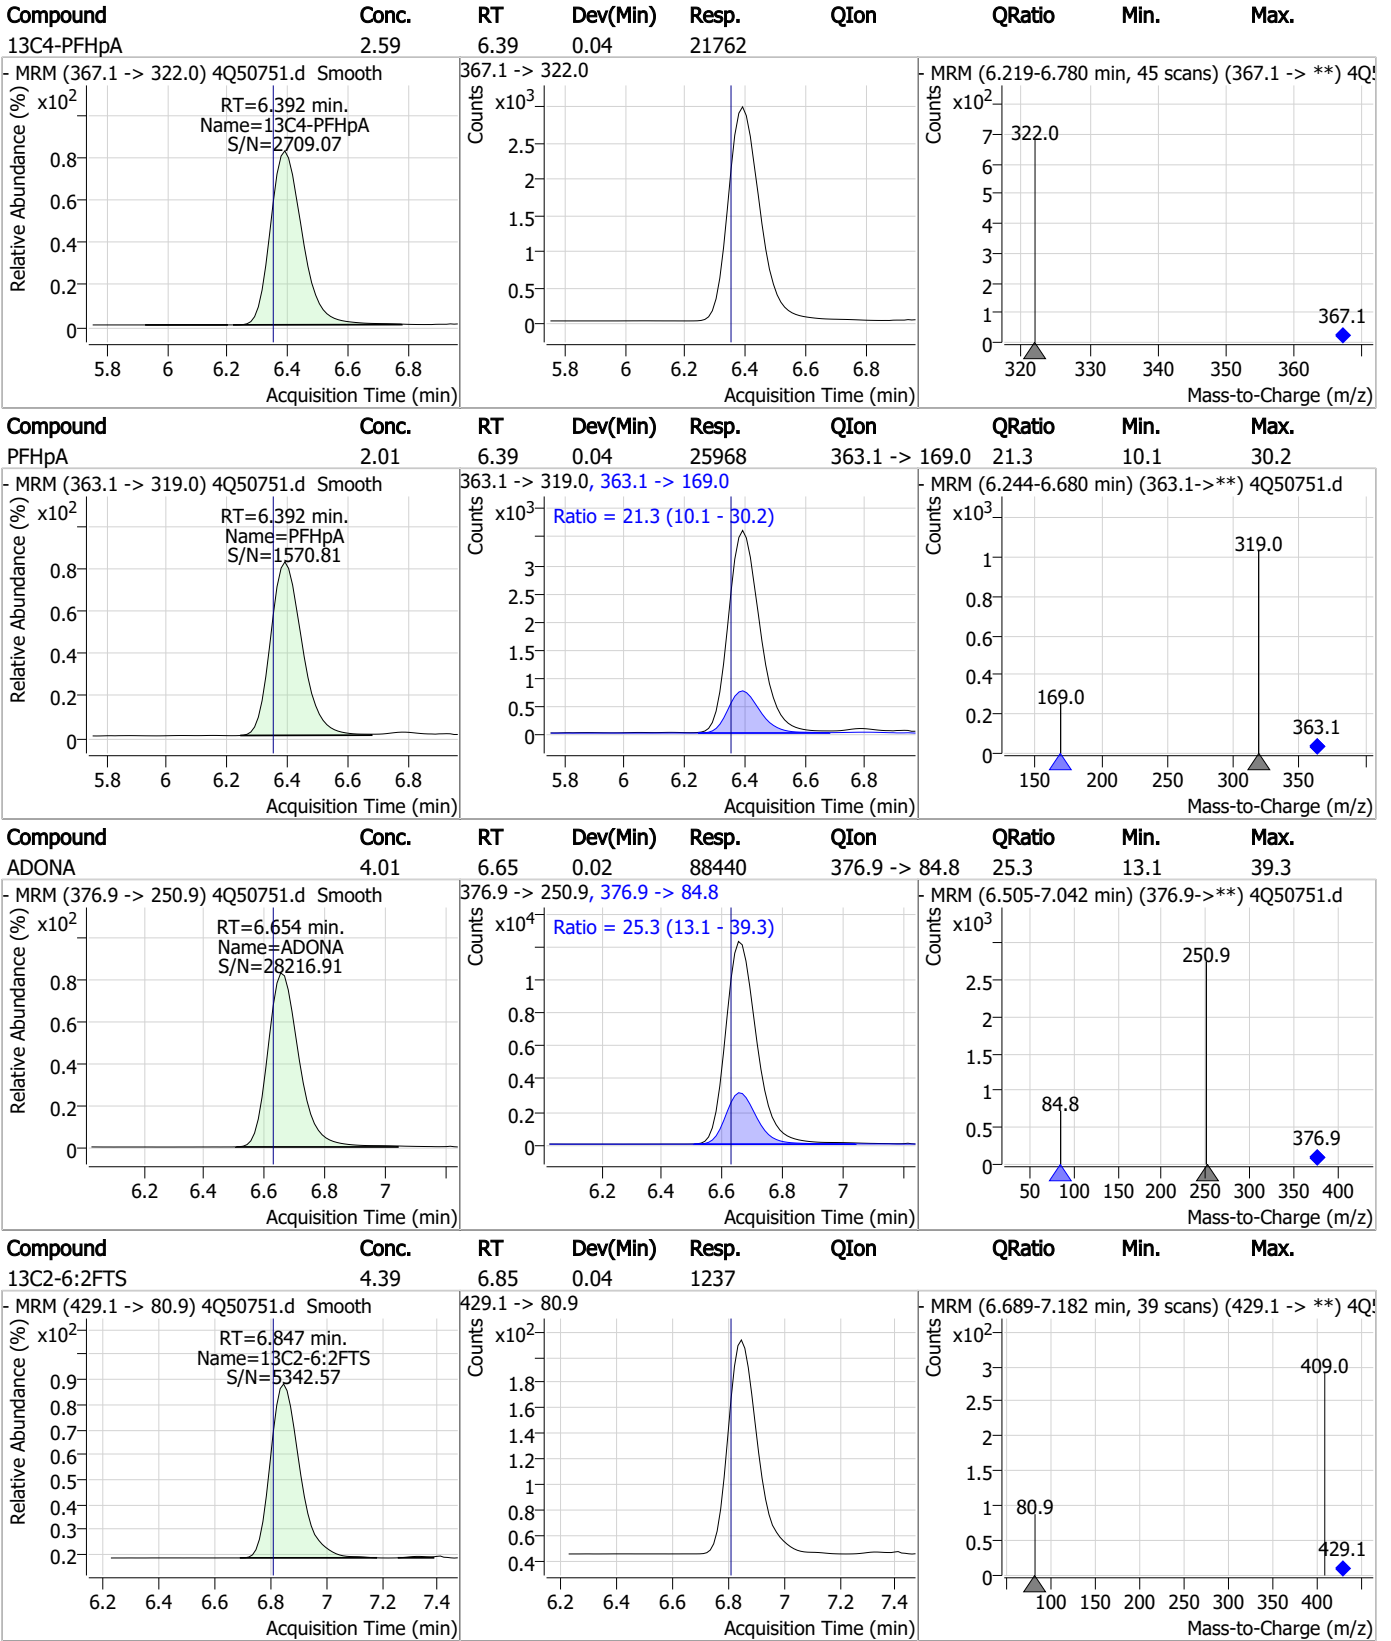 Compound Conc. RT Dev(Min) Resp. QIon QRatio Min. Max.
13C4-PFHpA 2.59 6.39 0.04 21762
- MRM (367.1 -> 322.0) 4Q50751.d Smooth
Relative Abundance (%)
x10²
RT=6.392 min.
Name=13C4-PFHpA
S/N=2709.07
0.8
0.6
0.4
0.2
0
5.8 6 6.2 6.4 6.6 6.8
Acquisition Time (min)
367.1 -> 322.0
Counts
x10³
2.5
2
1.5
1
0.5
0
5.8 6 6.2 6.4 6.6 6.8
Acquisition Time (min)
- MRM (6.219-6.780 min, 45 scans) (367.1 -> **) 4Q5
Counts
x10²
7
6
5
4
3
2
1
0
322.0
367.1
320 330 340 350 360
Mass-to-Charge (m/z)
Compound Conc. RT Dev(Min) Resp. QIon QRatio Min. Max.
PFHpA 2.01 6.39 0.04 25968 363.1 -> 169.0 21.3 10.1 30.2
- MRM (363.1 -> 319.0) 4Q50751.d Smooth
Relative Abundance (%)
x10²
RT=6.392 min.
Name=PFHpA
S/N=1570.81
0.8
0.6
0.4
0.2
0
5.8 6 6.2 6.4 6.6 6.8
Acquisition Time (min)
363.1 -> 319.0, 363.1 -> 169.0
Counts
x10³
Ratio = 21.3 (10.1 - 30.2)
3
2.5
2
1.5
1
0.5
0
5.8 6 6.2 6.4 6.6 6.8
Acquisition Time (min)
- MRM (6.244-6.680 min) (363.1->**) 4Q50751.d
Counts
x10³
1
0.8
0.6
0.4
0.2
0
319.0
169.0
363.1
150 200 250 300 350
Mass-to-Charge (m/z)
Compound Conc. RT Dev(Min) Resp. QIon QRatio Min. Max.
ADONA 4.01 6.65 0.02 88440 376.9 -> 84.8 25.3 13.1 39.3
- MRM (376.9 -> 250.9) 4Q50751.d Smooth
Relative Abundance (%)
x10²
RT=6.654 min.
Name=ADONA
S/N=28216.91
0.8
0.6
0.4
0.2
0
6.2 6.4 6.6 6.8 7
Acquisition Time (min)
376.9 -> 250.9, 376.9 -> 84.8
Counts
x10⁴
Ratio = 25.3 (13.1 - 39.3)
1
0.8
0.6
0.4
0.2
0
6.2 6.4 6.6 6.8 7
Acquisition Time (min)
- MRM (6.505-7.042 min) (376.9->**) 4Q50751.d
Counts
x10³
2.5
2
1.5
1
0.5
0
250.9
84.8
376.9
50 100 150 200 250 300 350 400
Mass-to-Charge (m/z)
Compound Conc. RT Dev(Min) Resp. QIon QRatio Min. Max.
13C2-6:2FTS 4.39 6.85 0.04 1237
- MRM (429.1 -> 80.9) 4Q50751.d Smooth
Relative Abundance (%)
x10²
RT=6.847 min.
Name=13C2-6:2FTS
S/N=5342.57
0.9
0.8
0.7
0.6
0.5
0.4
0.3
0.2
6.2 6.4 6.6 6.8 7 7.2 7.4
Acquisition Time (min)
429.1 -> 80.9
Counts
x10²
1.8
1.6
1.4
1.2
1
0.8
0.6
0.4
6.2 6.4 6.6 6.8 7 7.2 7.4
Acquisition Time (min)
- MRM (6.689-7.182 min, 39 scans) (429.1 -> **) 4Q5
Counts
x10²
3
2.5
2
1.5
1
0.5
0
409.0
80.9
429.1
100 150 200 250 300 350 400
Mass-to-Charge (m/z)